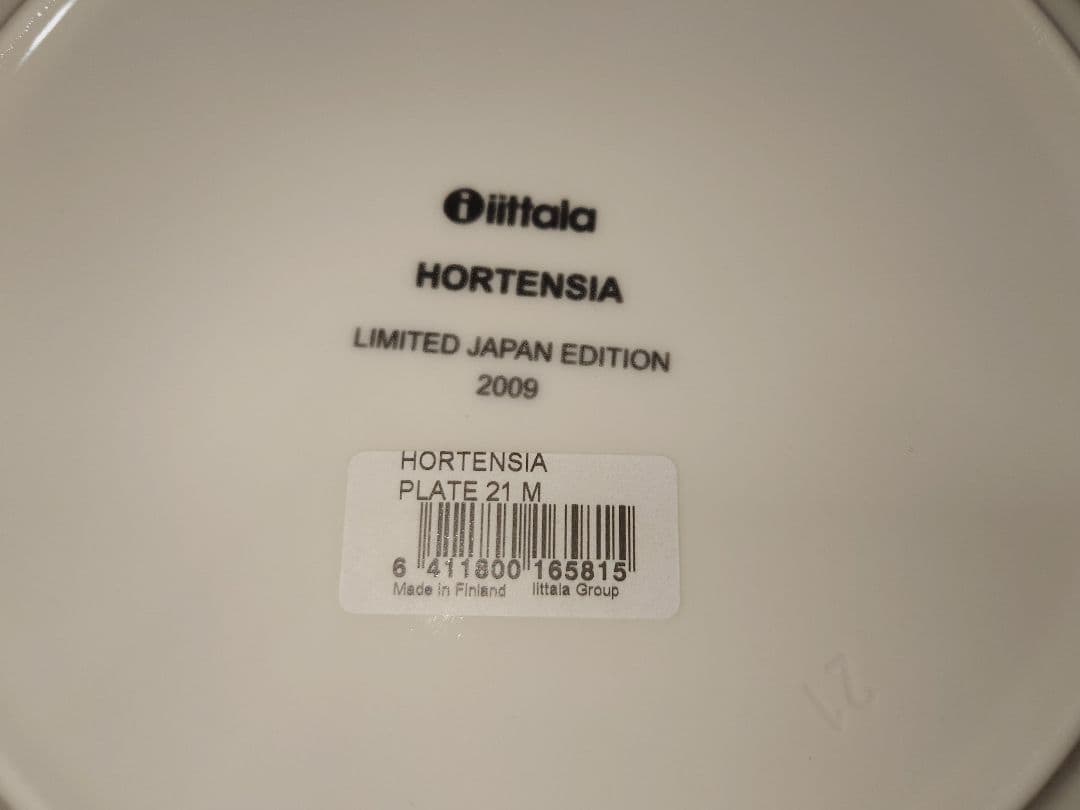 iittala
HORTENSIA
LIMITED JAPAN EDITION
2009
HORTENSIA
PLATE 21 M
6 411800 165815
Made in Finland iittala Group
21